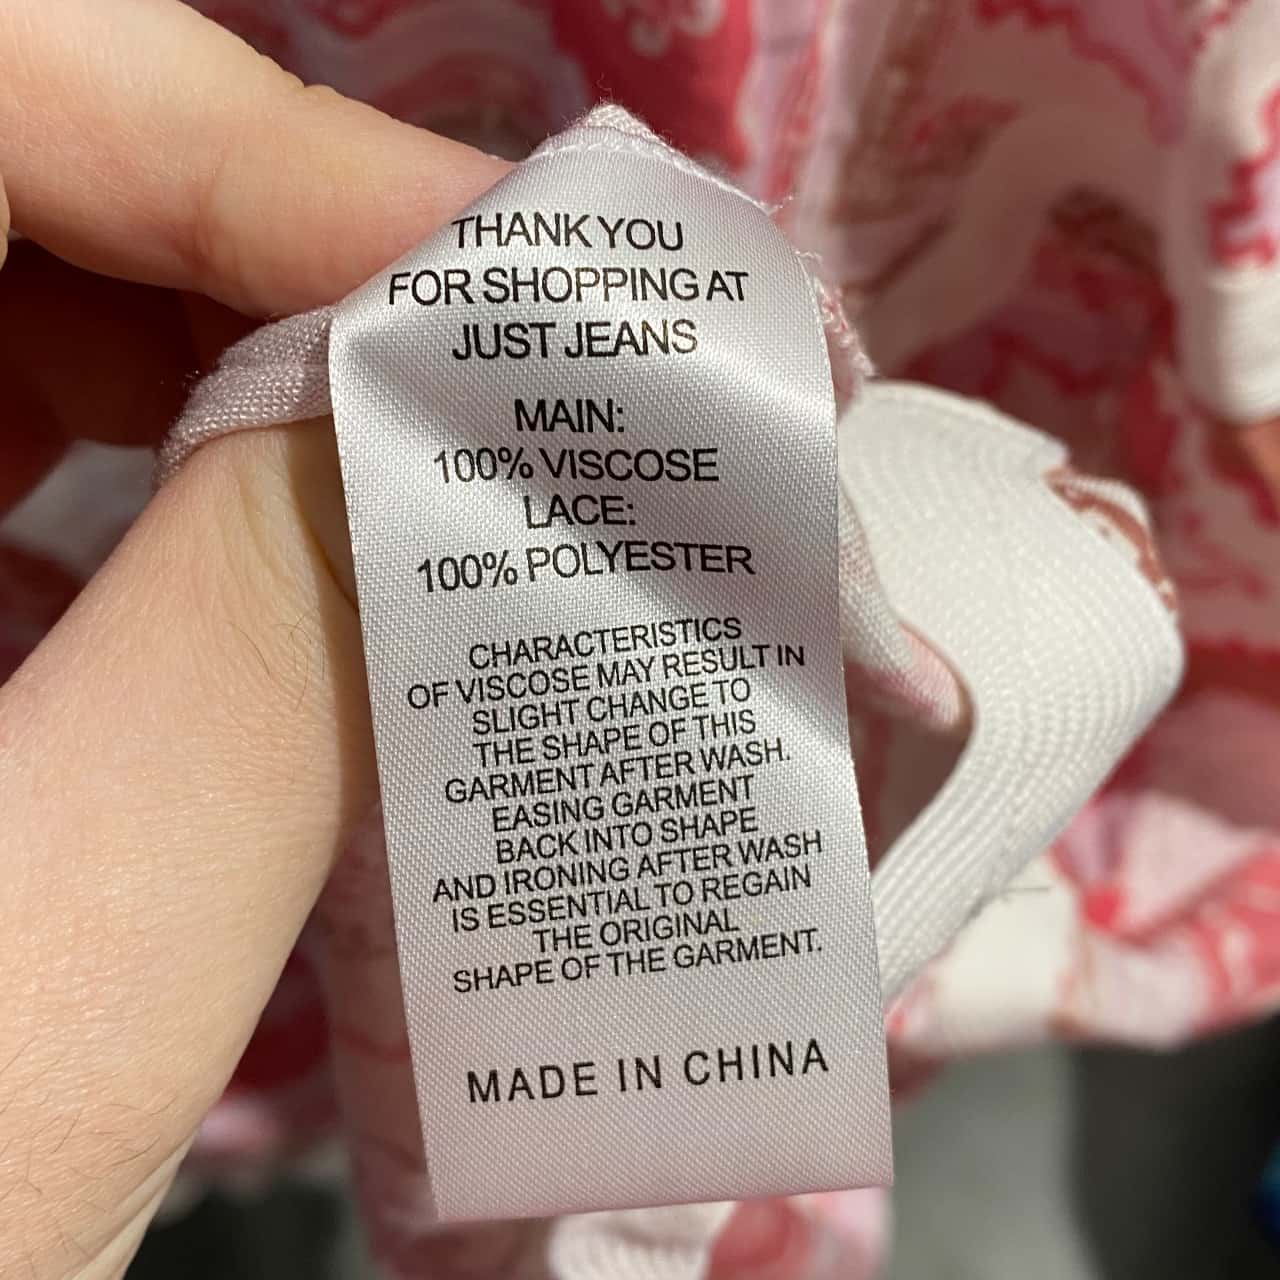 THANK YOU
FOR SHOPPING AT
JUST JEANS
MAIN:
100% VISCOSE
LACE:
100% POLYESTER
CHARACTERISTICS
OF VISCOSE MAY RESULT IN
SLIGHT CHANGE TO
THE SHAPE OF THIS
GARMENT AFTER WASH.
EASING GARMENT
BACK INTO SHAPE
AND IRONING AFTER WASH
IS ESSENTIAL TO REGAIN
THE ORIGINAL
SHAPE OF THE GARMENT.
MADE IN CHINA